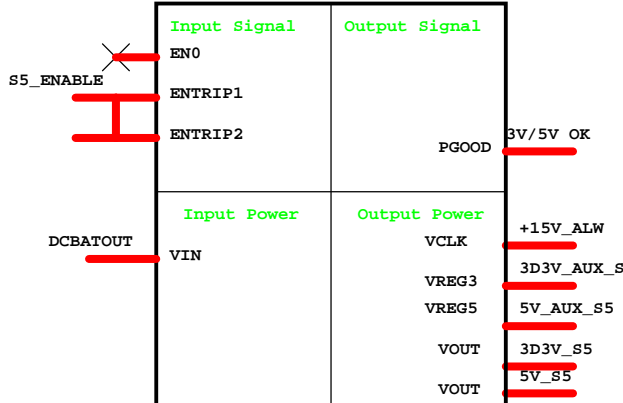 Input Signal Output Signal
EN0
S5_ENABLE
ENTRIP1
ENTRIP2
3V/5V OK
PGOOD
Input Power Output Power
+15V_ALW
DCBATOUT
VCLK
VIN
3D3V_AUX_S
VREG3
VREG5 5V_AUX_S5
VOUT 3D3V_S5
5V_S5
VOUT